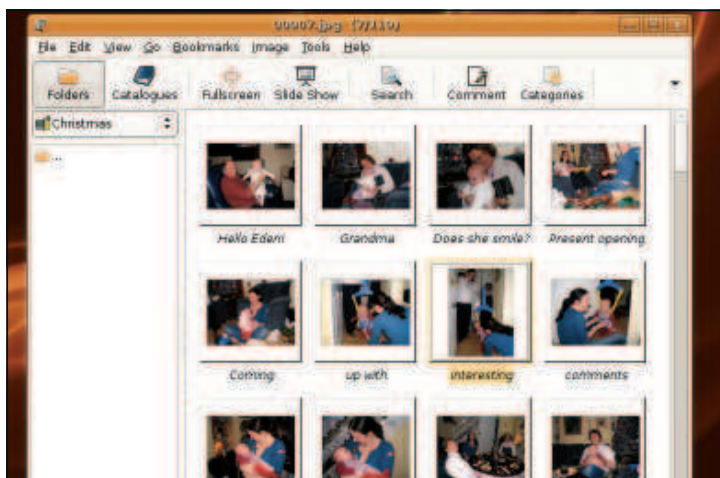 00007.jpg (7/110)
File Edit View Go Bookmarks Image Tools Help
Folders Catalogues Fullscreen Slide Show Search Comment Categories
Christmas
..
Hello Eden! Grandma Does she smile? Present opening
Coming up with interesting comments